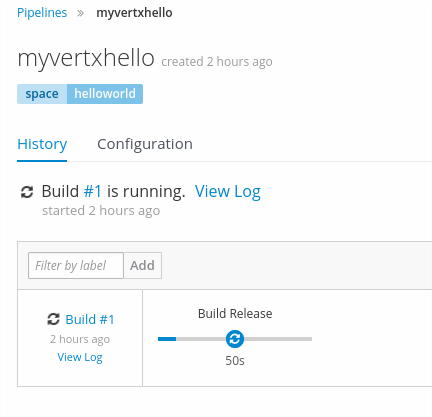 Pipelines » myvertxhello
myvertxhello created 2 hours ago
space helloworld
History Configuration
Build #1 is running. View Log
started 2 hours ago
Filter by label Add
Build #1
2 hours ago
View Log
Build Release
50s